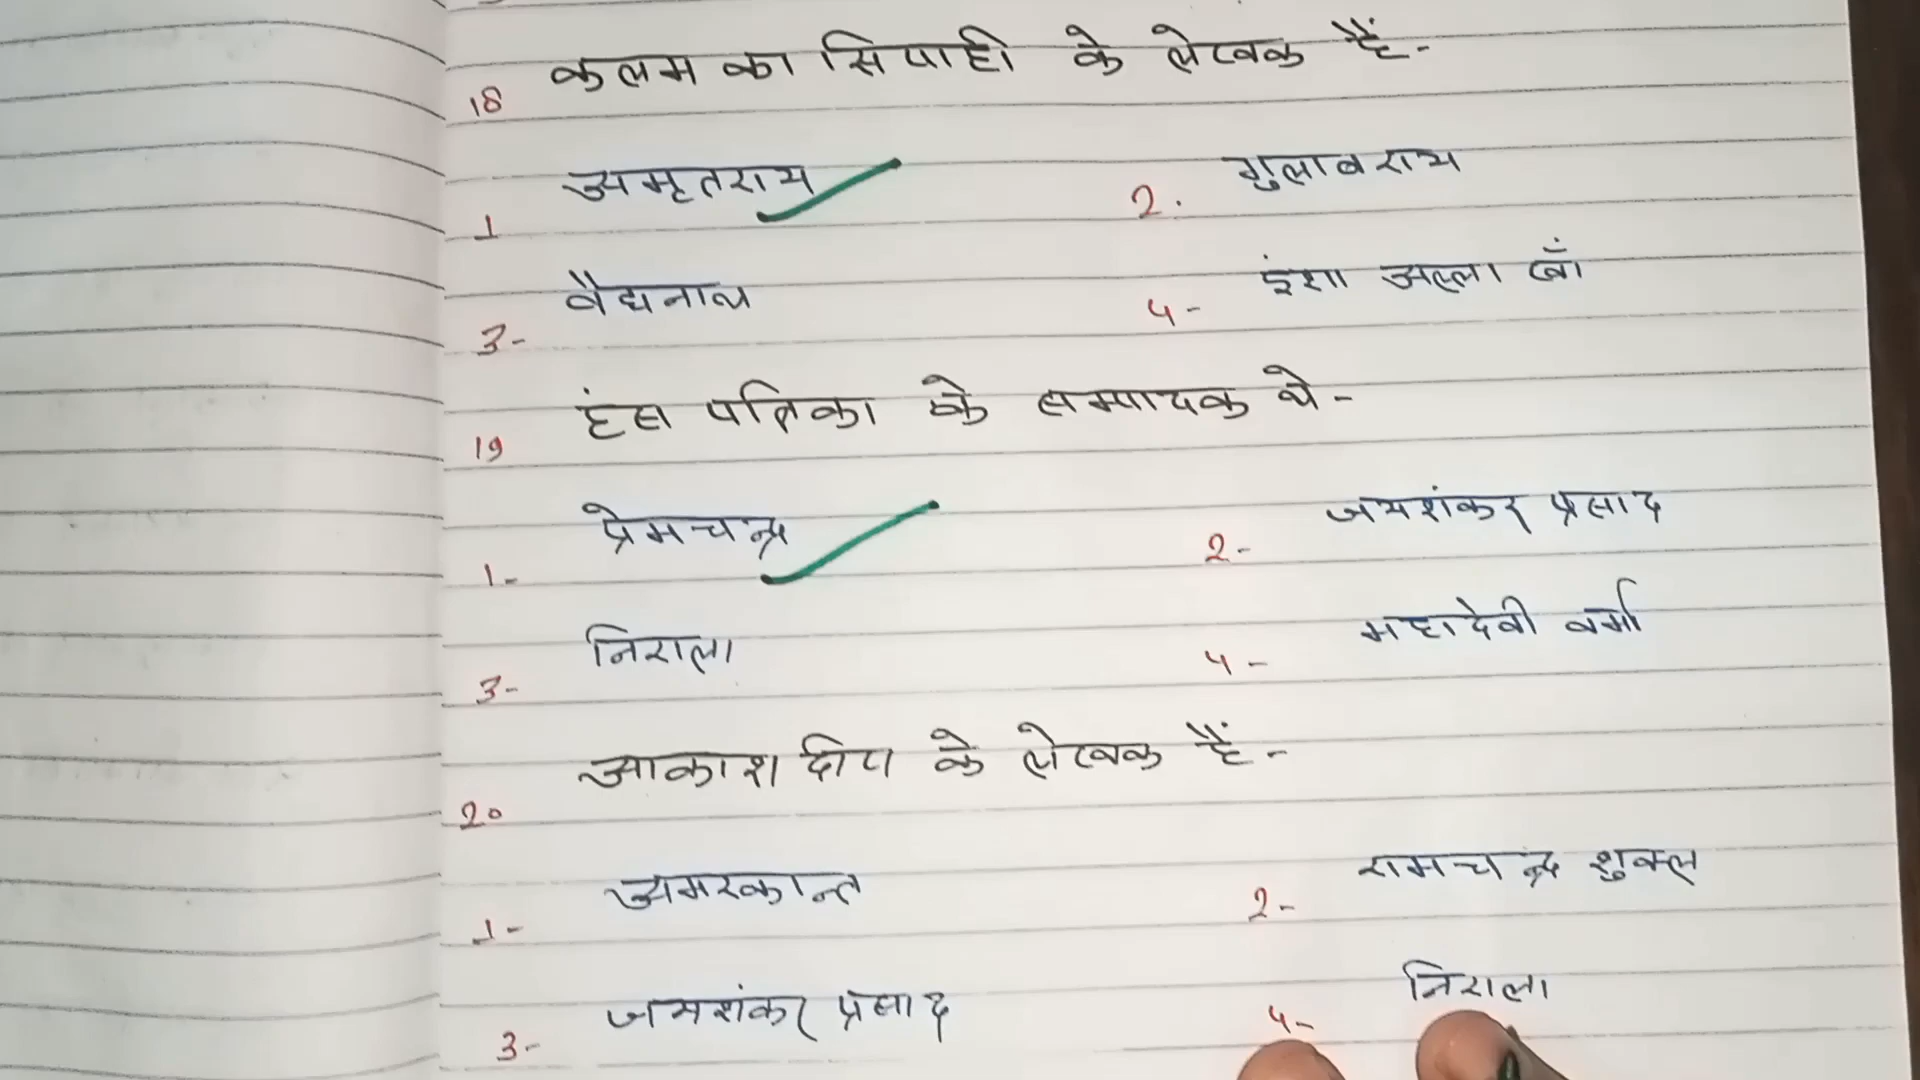 18 कलम का सिपाही के लेखक हैं-
1 अमृतराय 2. गुलाबराय
3- वैद्यनाथ 4- इंशा अल्ला खाँ
19 हंस पत्रिका के सम्पादक थे-
1- प्रेमचन्द्र 2- जयशंकर प्रसाद
3- निराला 4- महादेवी वर्मा
20 आकाश दीप के लेखक हैं-
1- अमरकान्त 2- रामचन्द्र शुक्ल
3- जयशंकर प्रसाद 4- निराला